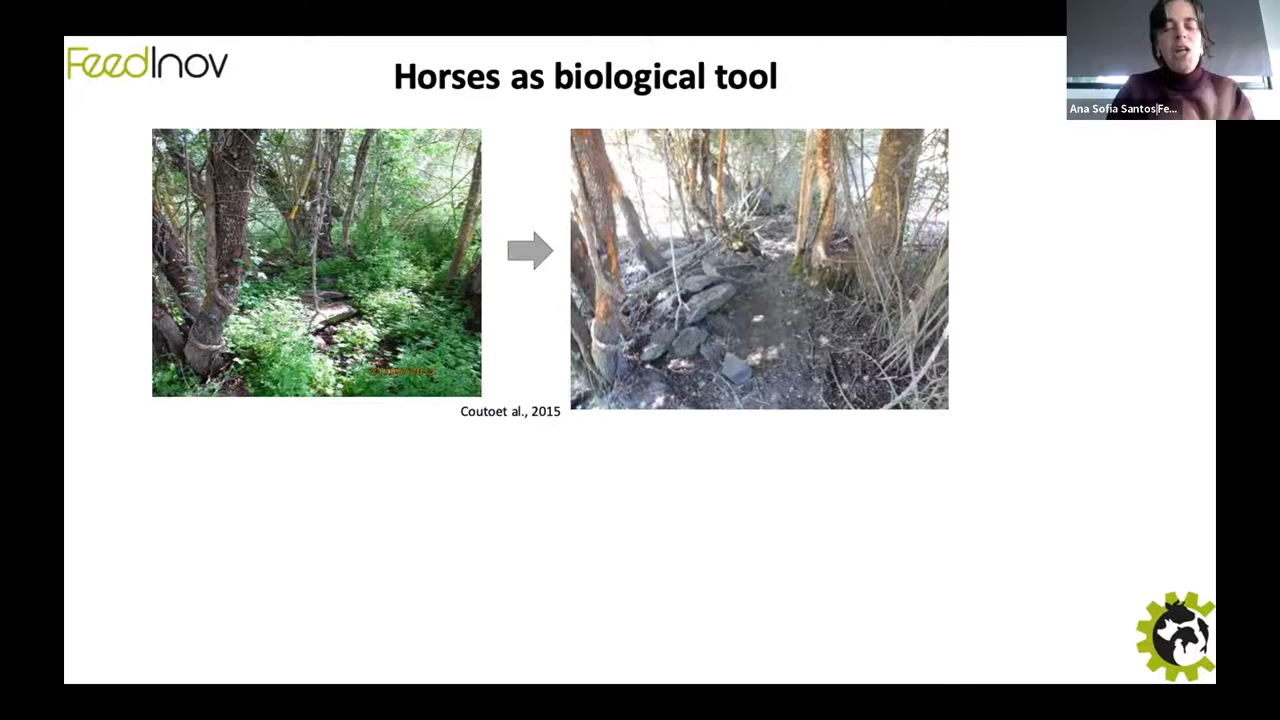 FeedInov
Horses as biological tool
Ana Sofia Santos|Fe...
Coutoet al., 2015